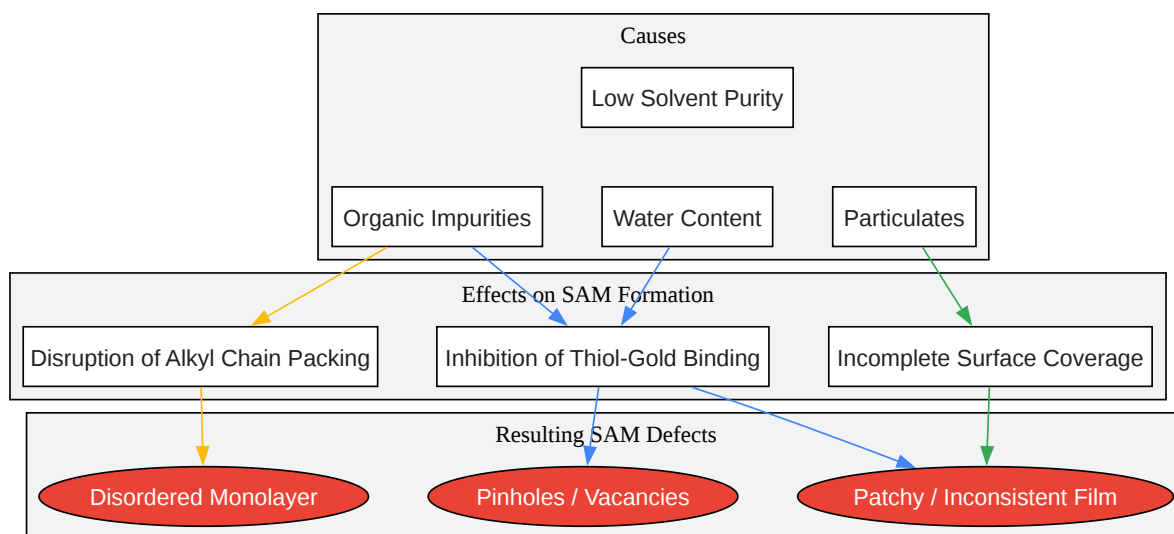 Causes
Low Solvent Purity
Organic Impurities
Water Content
Particulates
Effects on SAM Formation
Disruption of Alkyl Chain Packing
Inhibition of Thiol-Gold Binding
Incomplete Surface Coverage
Resulting SAM Defects
Disordered Monolayer
Pinholes / Vacancies
Patchy / Inconsistent Film